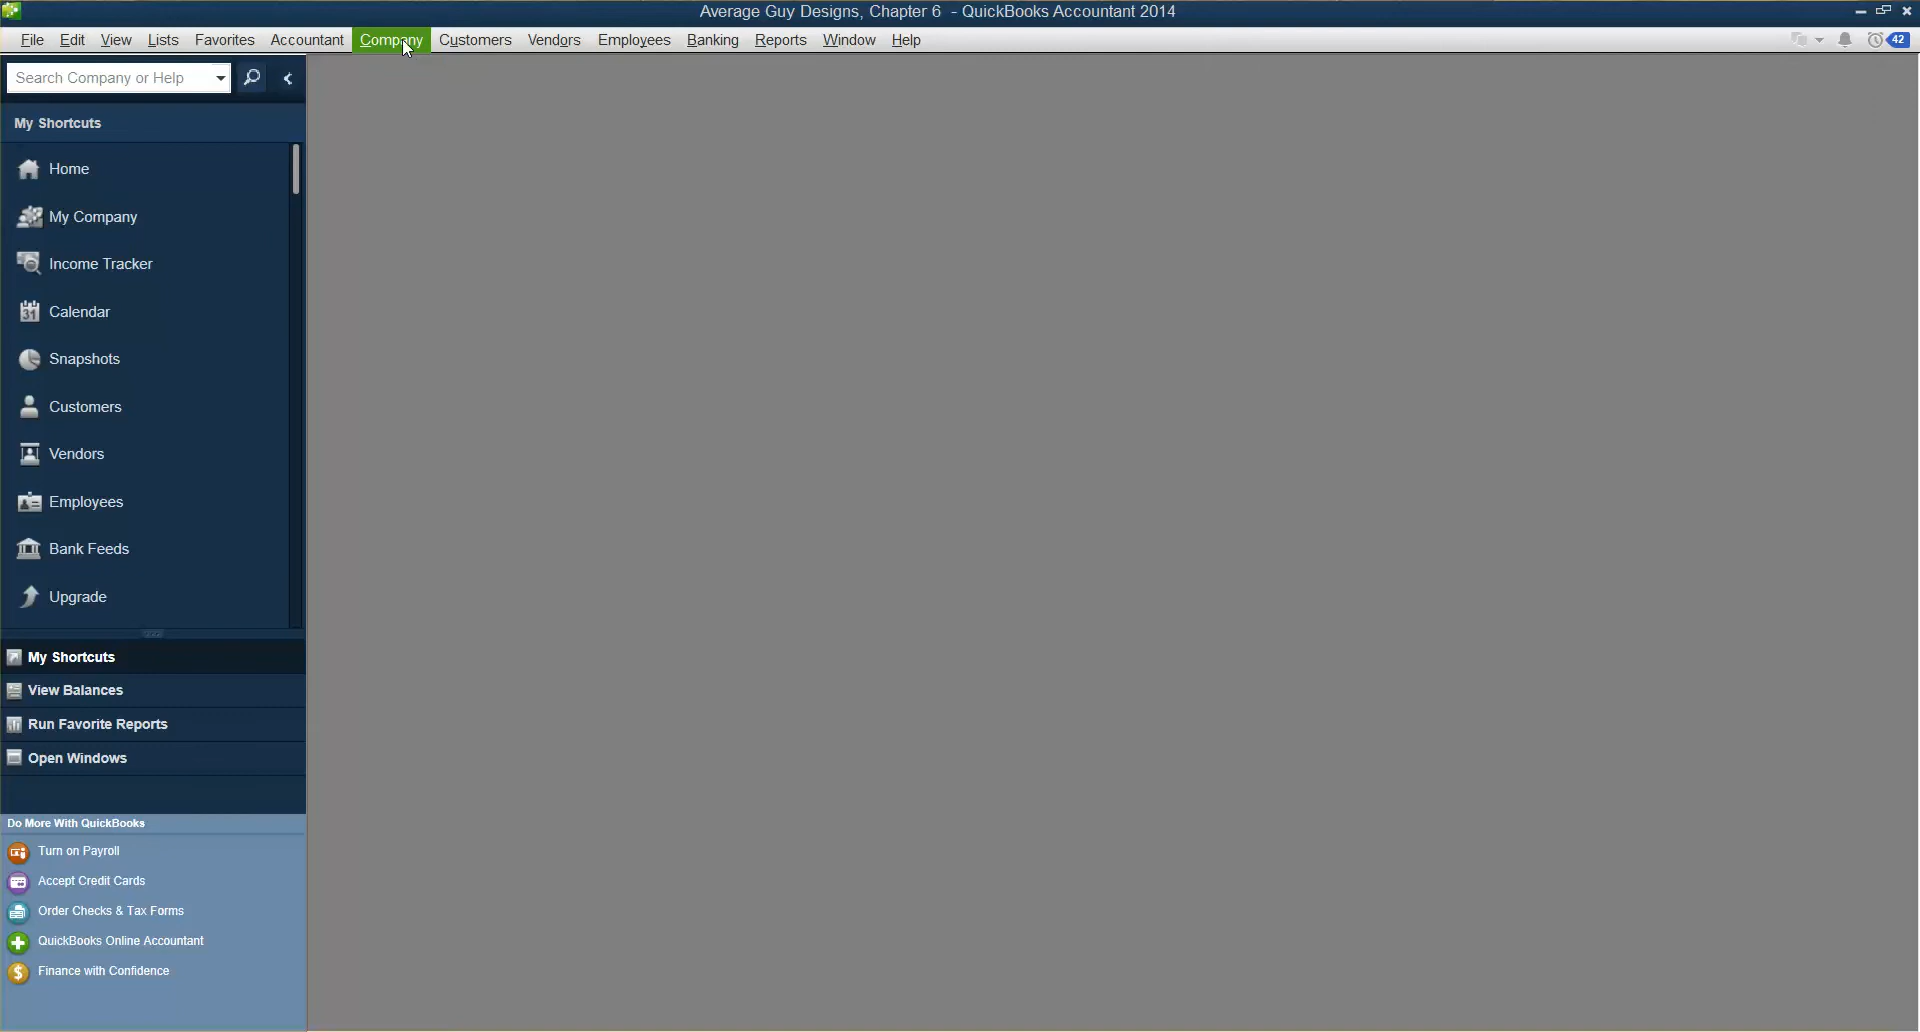 Average Guy Designs, Chapter 6 - QuickBooks Accountant 2014
File Edit View Lists Favorites Accountant Company Customers Vendors Employees Banking Reports Window Help
42
Search Company or Help
My Shortcuts
Home
My Company
Income Tracker
31 Calendar
Snapshots
Customers
Vendors
Employees
Bank Feeds
Upgrade
My Shortcuts
View Balances
Run Favorite Reports
Open Windows
Do More With QuickBooks
Turn on Payroll
Accept Credit Cards
Order Checks & Tax Forms
QuickBooks Online Accountant
$ Finance with Confidence